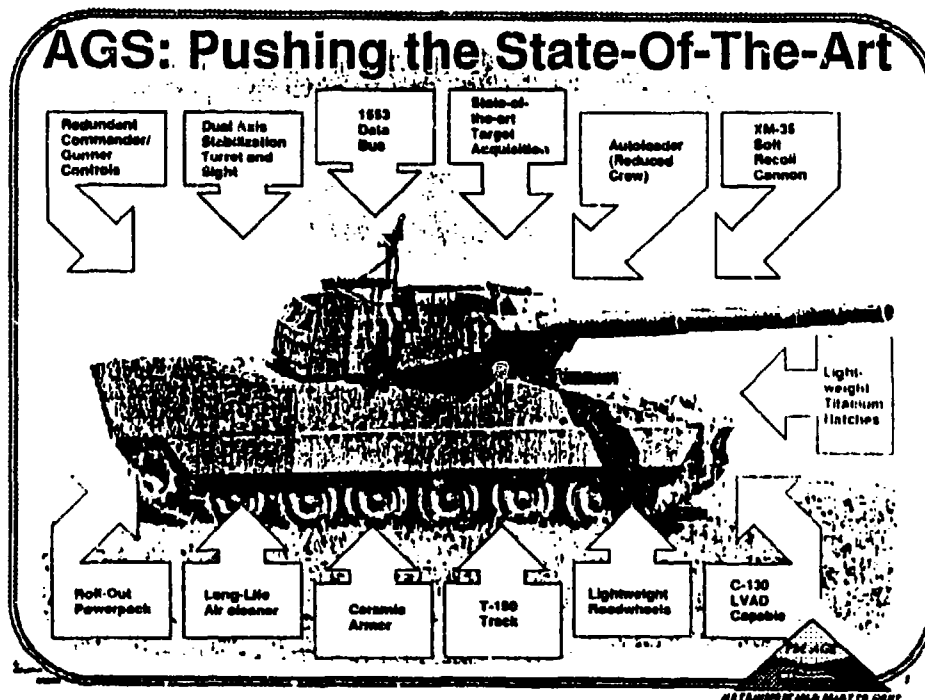 AGS: Pushing the State-Of-The-Art
Redundant
Commander/
Gunner
Controls
Dual Axis
Stabilization
Turret and
Sight
1553
Data
Bus
State-of-
the-art
Target
Acquisition
Autoloader
(Reduced
Crew)
XM-35
Soft
Recoil
Cannon
Light-
weight
Titanium
Hatches
Roll-Out
Powerpack
Long-Life
Air cleaner
Ceramic
Armor
T-150
Track
Lightweight
Roadwheels
C-130
LVAD
Capable